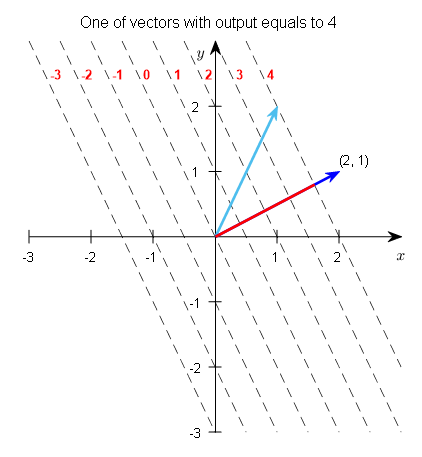 One of vectors with output equals to 4
y
-3 -2 -1 0 1 2 3 4
2
(2, 1)
1
-3 -2 -1 0 1 2 x
-1
-2
-3